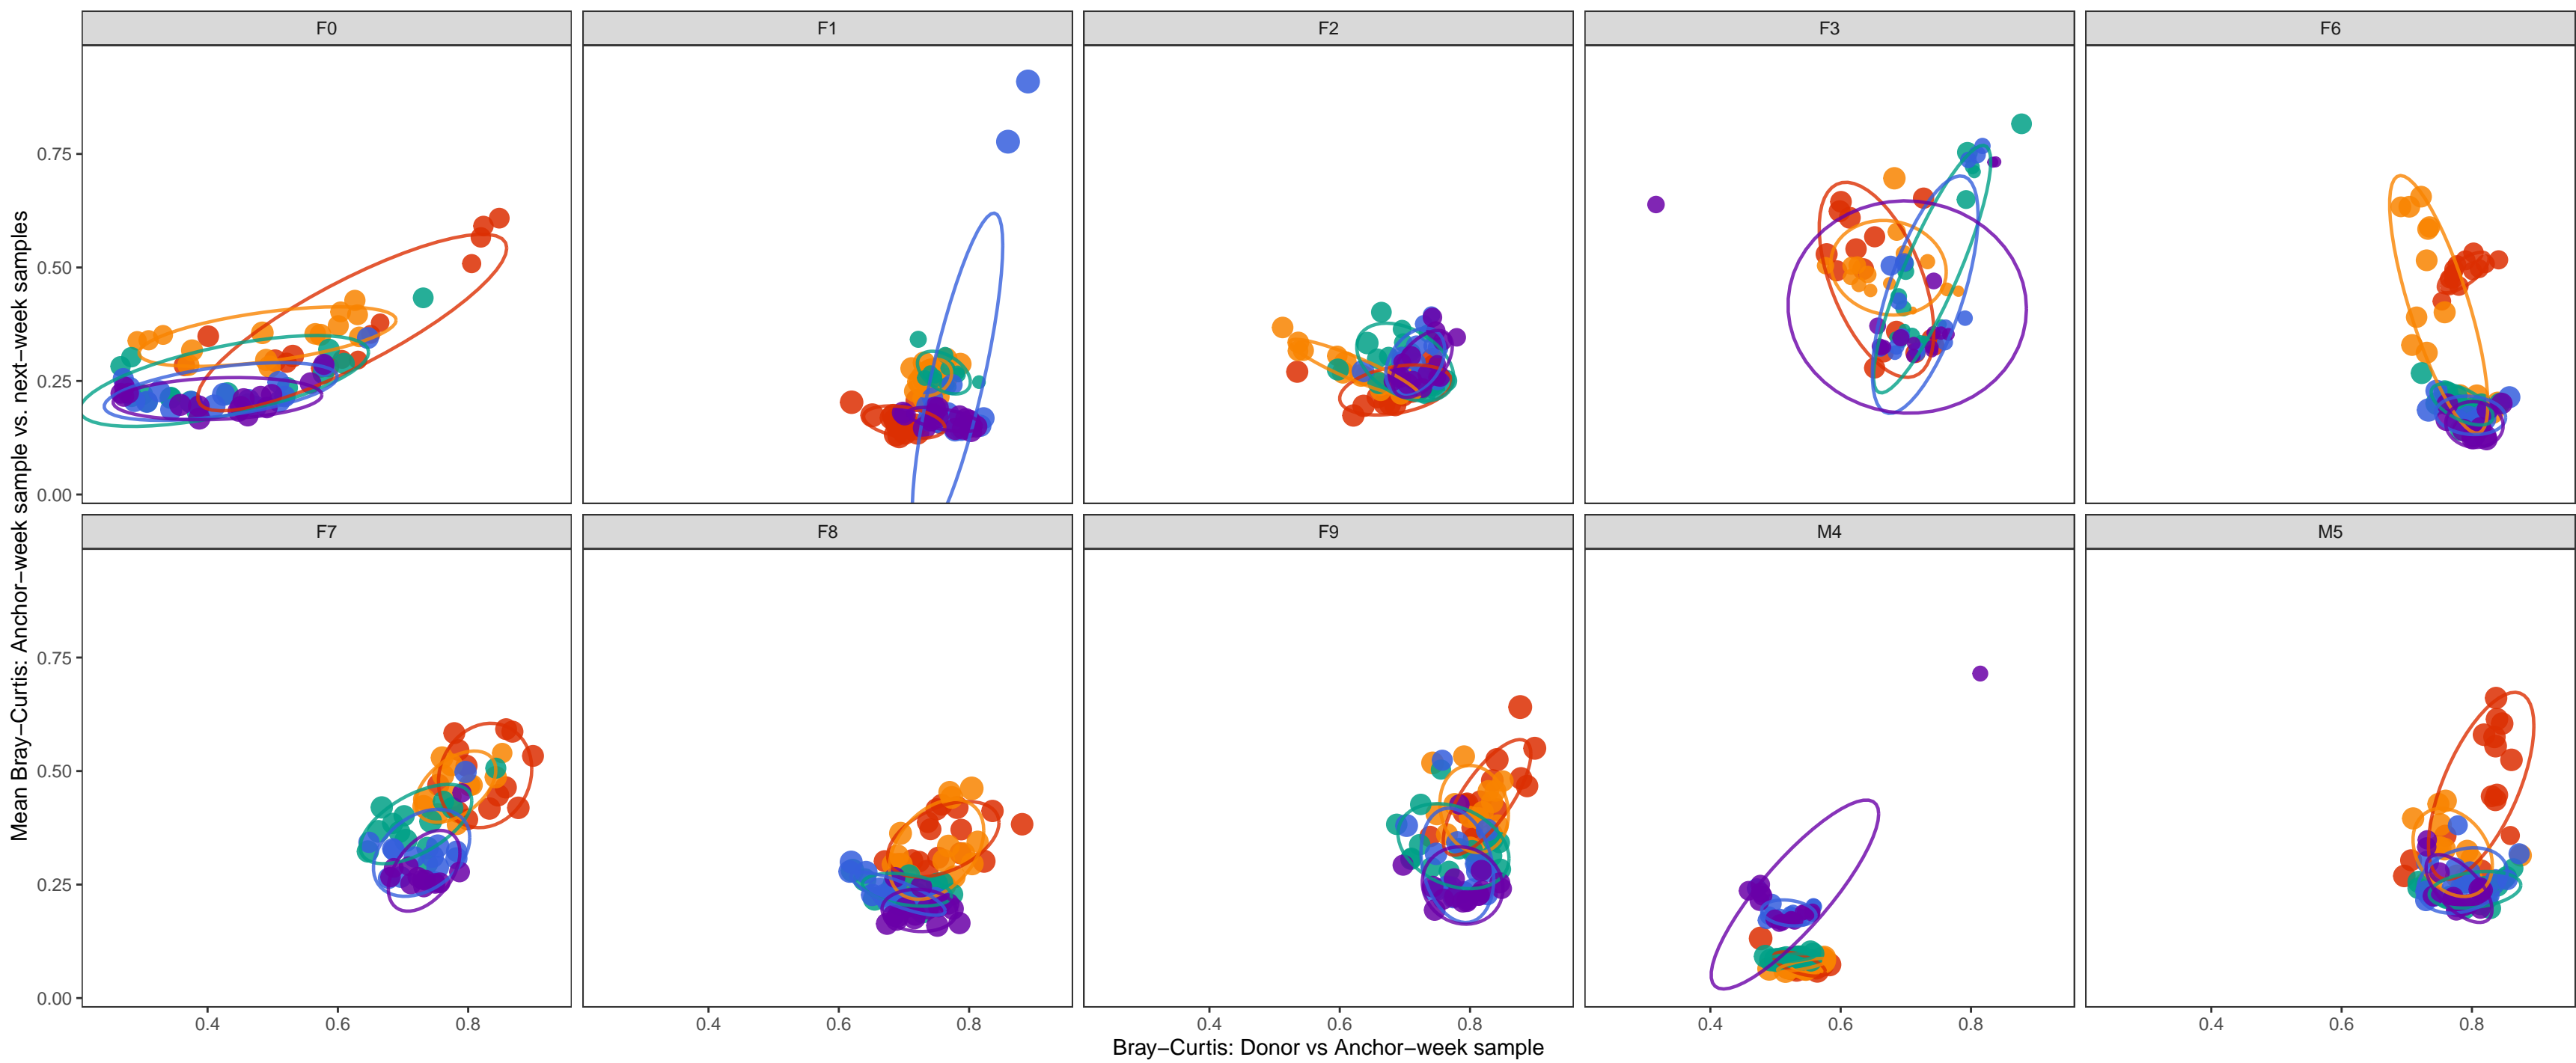 F0 F1 F2 F3 F6
Mean Bray−Curtis: Anchor−week sample vs. next−week samples
0.75
0.50
0.25
0.00
F7 F8 F9 M4 M5
0.75
0.50
0.25
0.00
0.4 0.6 0.8 0.4 0.6 0.8 0.4 0.6 0.8 0.4 0.6 0.8 0.4 0.6 0.8
Bray−Curtis: Donor vs Anchor−week sample